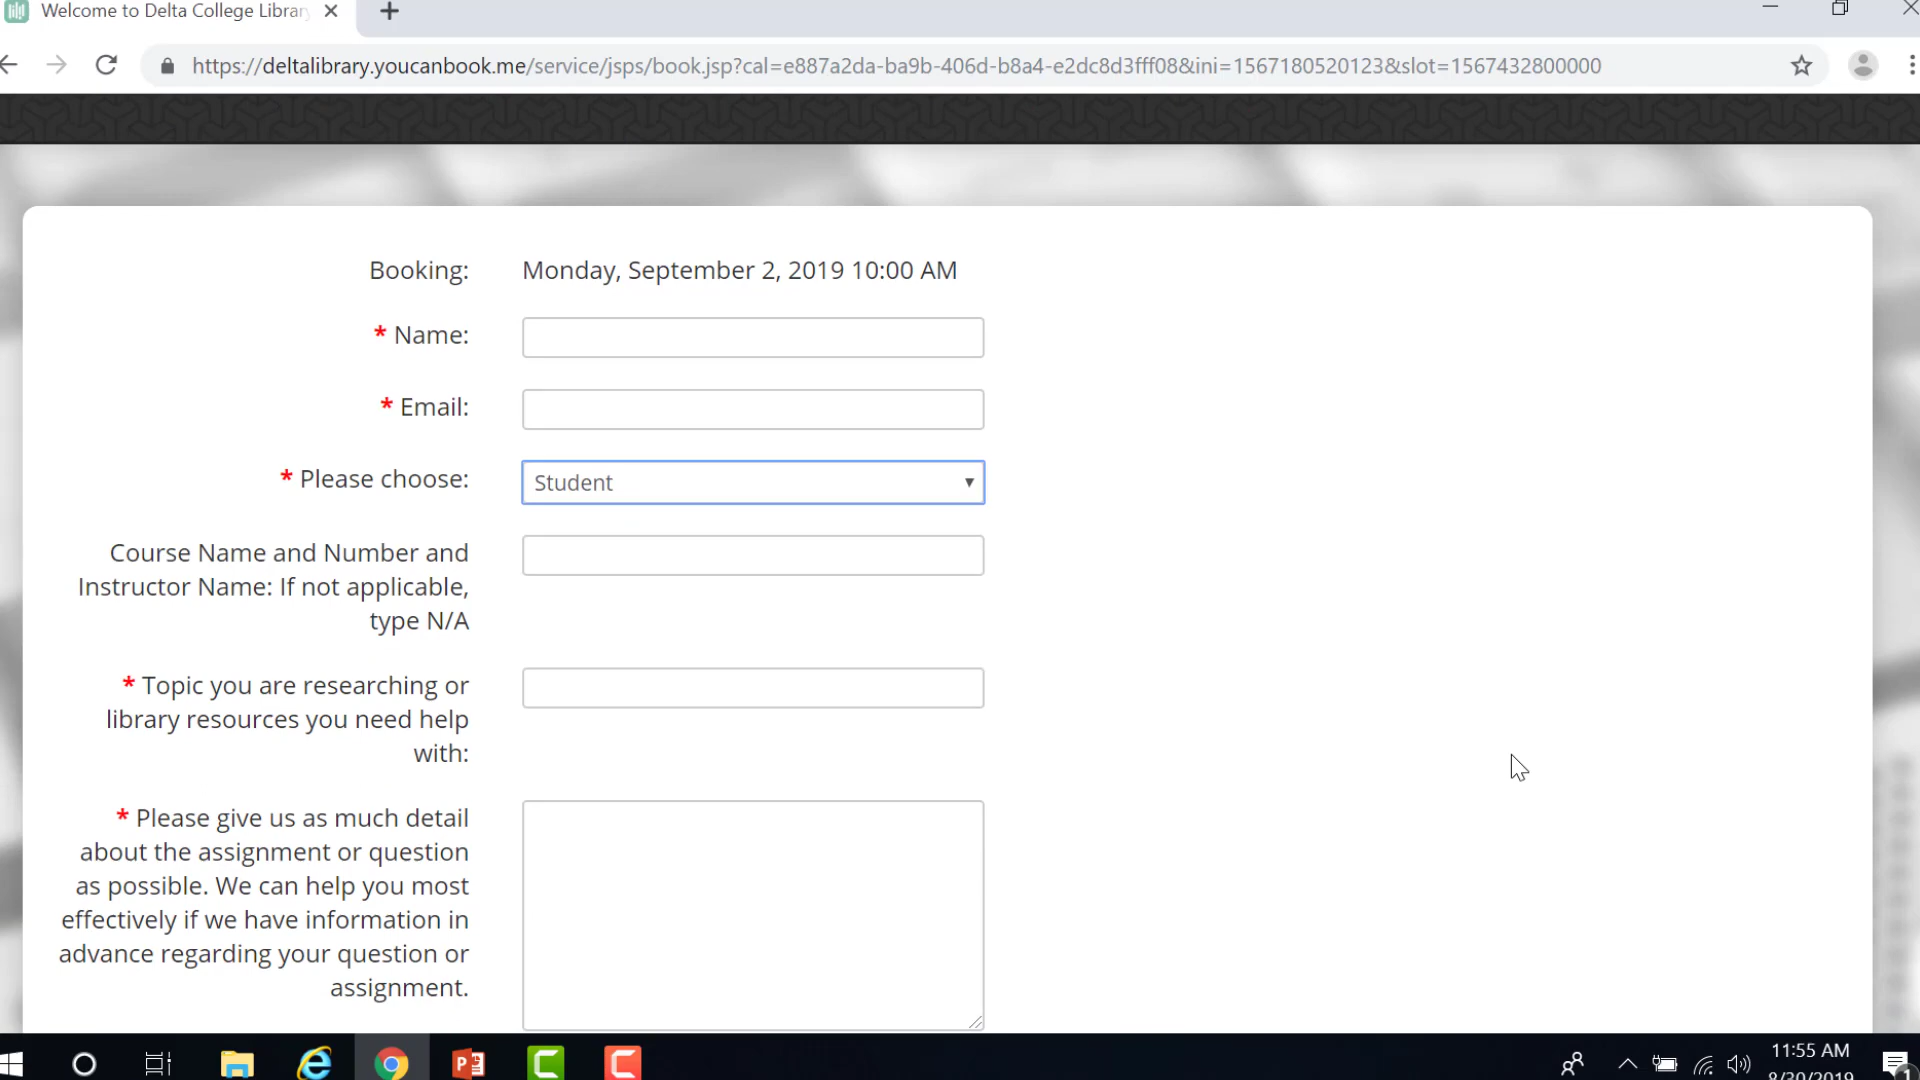 Welcome to Delta College Librar
https://deltalibrary.youcanbook.me/service/jsps/book.jsp?cal=e887a2da-ba9b-406d-b8a4-e2dc8d3fff08&ini=1567180520123&slot=1567432800000
Booking: Monday, September 2, 2019 10:00 AM
* Name:
* Email:
* Please choose: Student
Course Name and Number and
Instructor Name: If not applicable,
type N/A
* Topic you are researching or
library resources you need help
with:
* Please give us as much detail
about the assignment or question
as possible. We can help you most
effectively if we have information in
advance regarding your question or
assignment.
11:55 AM
8/30/2019
1